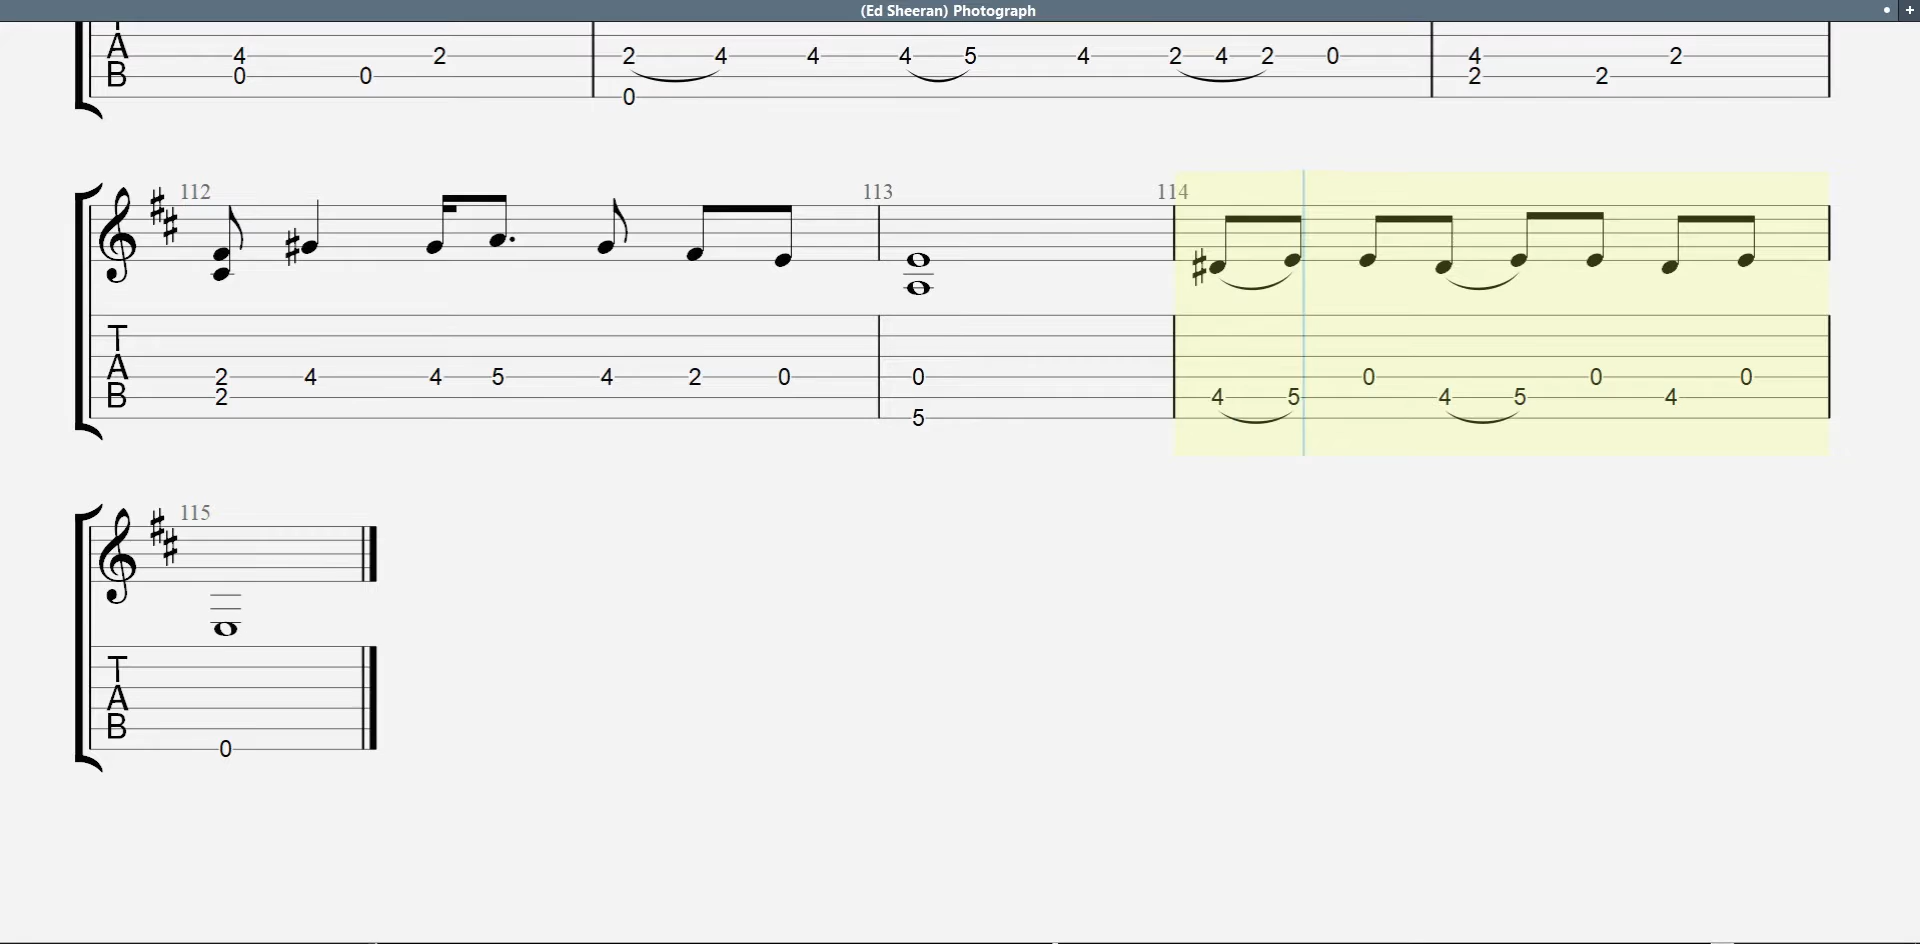 (Ed Sheeran) Photograph
A 4 2 2 4 4 4 5 4 2 4 2 0 4 2
B 0 0 2 2
0
112 113 114
T
A 2 4 4 5 4 2 0 0 0 0 0
B 2 4 5 4 5 4
5
115
T
A
B
0